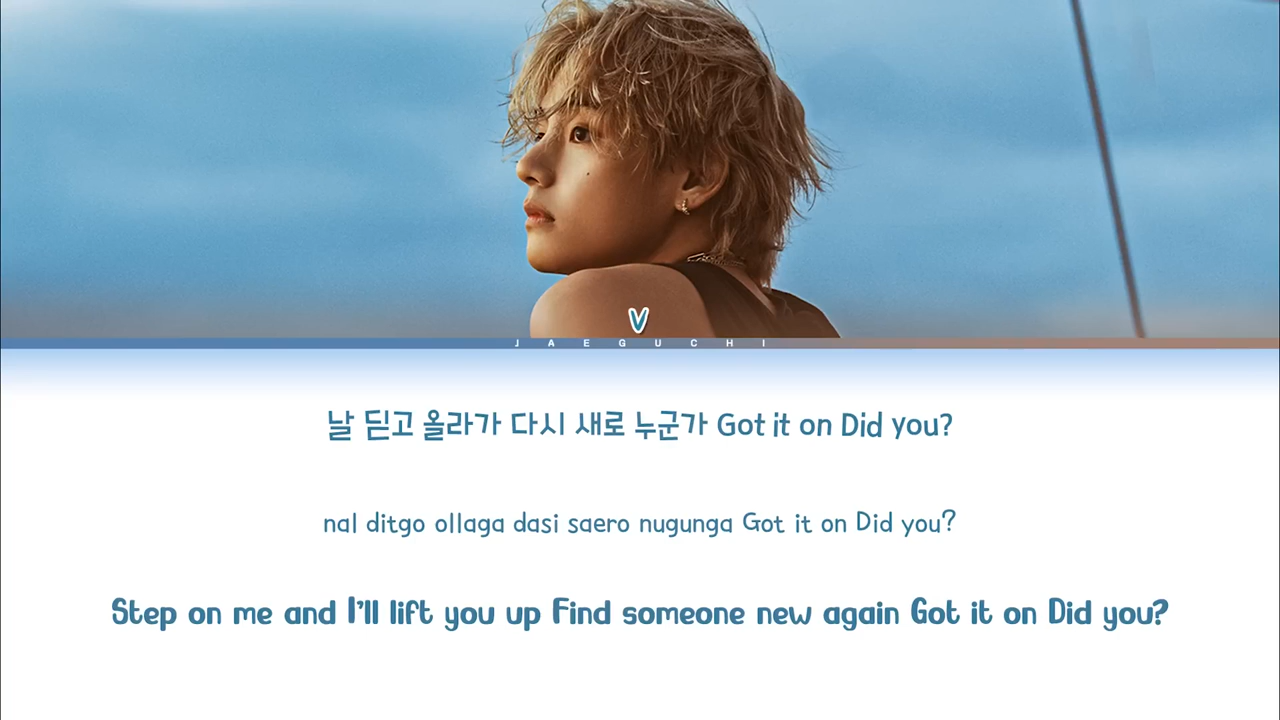 V
JAEGUCHI
날 딛고 올라가 다시 새로 누군가 Got it on Did you?
nal ditgo ollaga dasi saero nugunga Got it on Did you?
Step on me and I'll lift you up Find someone new again Got it on Did you?